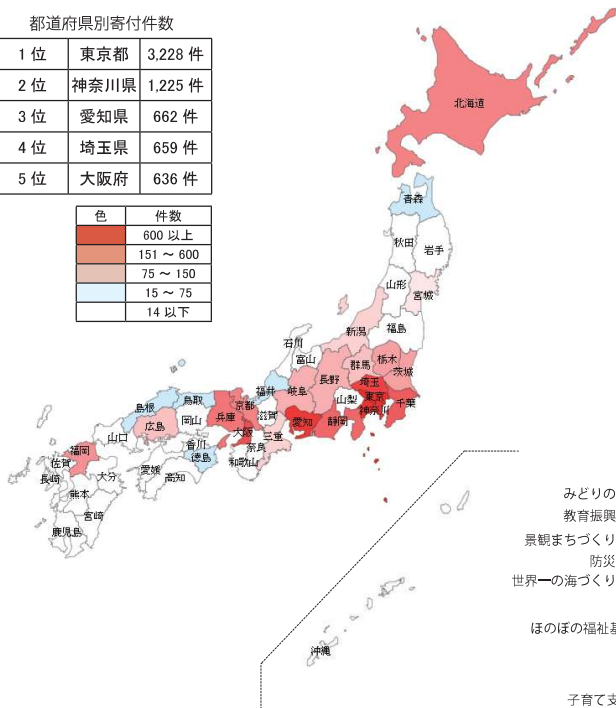 都道府県別寄付件数
1 位 東京都 3,228 件
2 位 神奈川県 1,225 件
3 位 愛知県 662 件
4 位 埼玉県 659 件
5 位 大阪府 636 件
色 件数
600 以上
151 ～ 600
75 ～ 150
15 ～ 75
14 以下
北海道
青森
秋田
岩手
山形
宮城
新潟
福島
石川
富山
群馬
栃木
茨城
長野
埼玉
福井
岐阜
山梨
東京
神奈川
千葉
鳥取
島根
京都
兵庫
滋賀
愛知
静岡
広島
岡山
大阪
三重
山口
香川
奈良
福岡
徳島
和歌山
佐賀
愛媛
高知
長崎
大分
熊本
宮崎
鹿児島
沖縄
みどりの
教育振興
景観まちづくり
防災
世界一の海づくり
ほのぼの福祉基
子育て支